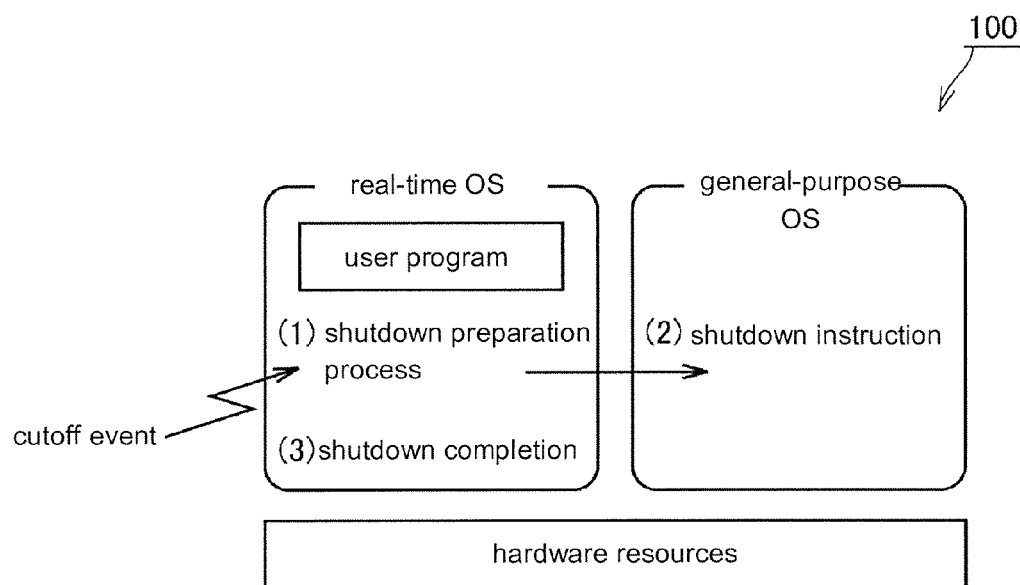 100
real-time OS
general-purpose
OS
user program
(1) shutdown preparation
process
(2) shutdown instruction
cutoff event
(3)shutdown completion
hardware resources